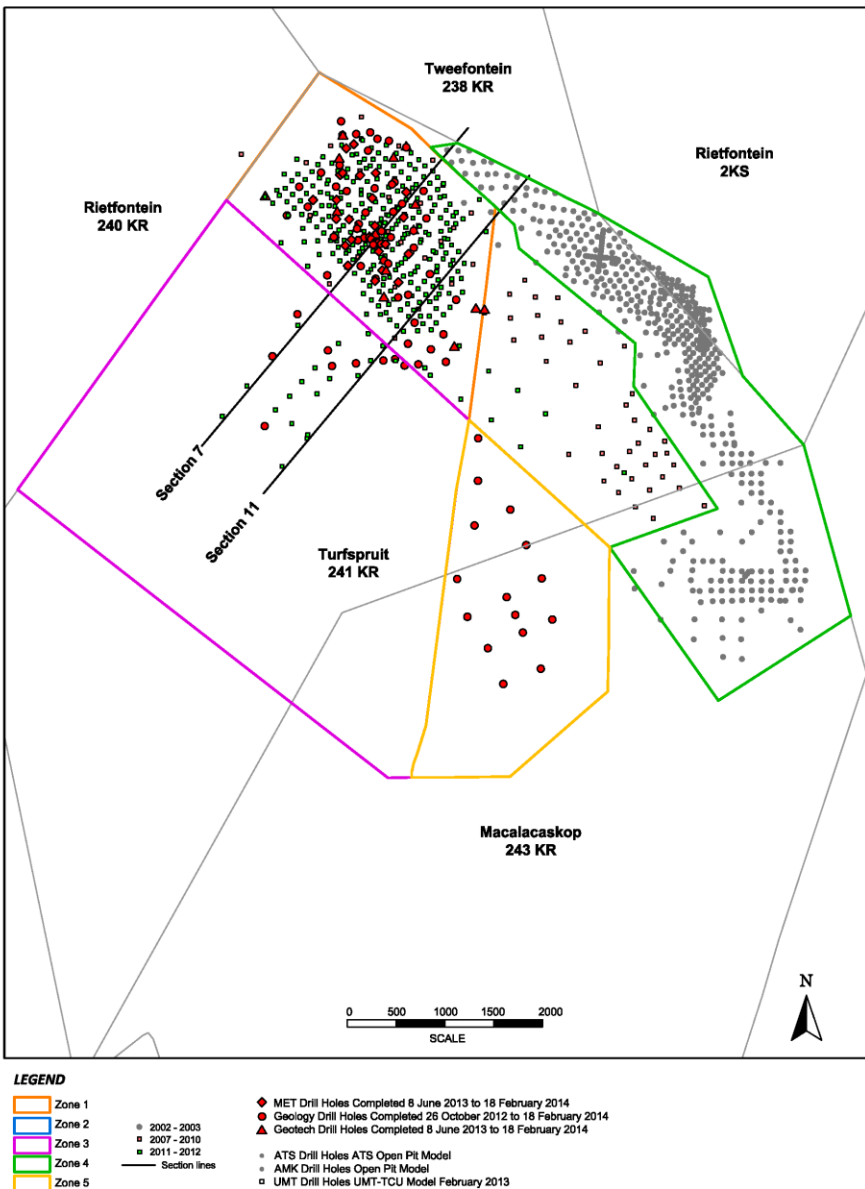 Tweefontein
238 KR
Rietfontein
2KS
Rietfontein
240 KR
Section 7
Section 11
Turfspruit
241 KR
Macalacaskop
243 KR
N
0 500 1000 1500 2000
SCALE
LEGEND
Zone 1
Zone 2
Zone 3
Zone 4
Zone 5
2002 - 2003
2007 - 2010
2011 - 2012
Section lines
MET Drill Holes Completed 8 June 2013 to 18 February 2014
Geology Drill Holes Completed 26 October 2012 to 18 February 2014
Geotech Drill Holes Completed 8 June 2013 to 18 February 2014
ATS Drill Holes ATS Open Pit Model
AMK Drill Holes Open Pit Model
UMT Drill Holes UMT-TCU Model February 2013